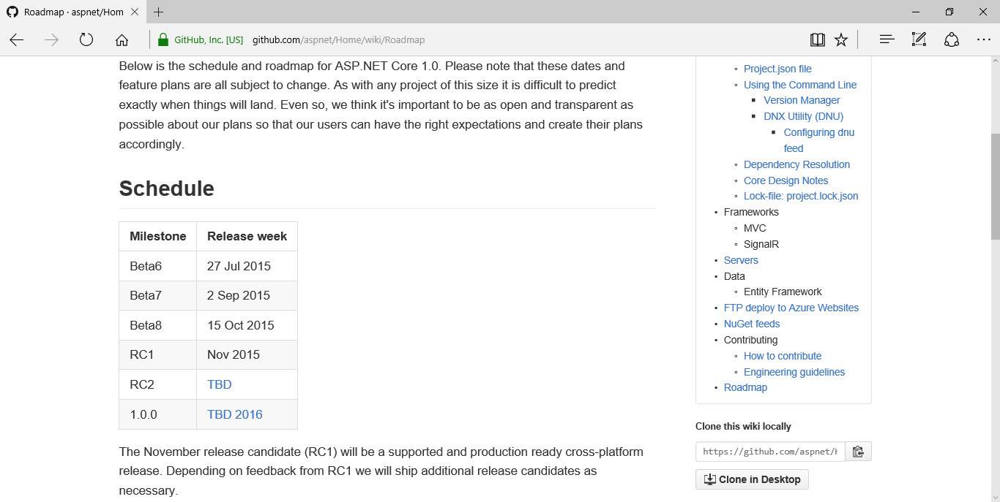 Roadmap · aspnet/Hom
GitHub, Inc. [US] github.com/aspnet/Home/wiki/Roadmap
Below is the schedule and roadmap for ASP.NET Core 1.0. Please note that these dates and
feature plans are all subject to change. As with any project of this size it is difficult to predict
exactly when things will land. Even so, we think it's important to be as open and transparent as
possible about our plans so that our users can have the right expectations and create their plans
accordingly.
Schedule
Milestone Release week
Beta6 27 Jul 2015
Beta7 2 Sep 2015
Beta8 15 Oct 2015
RC1 Nov 2015
RC2 TBD
1.0.0 TBD 2016
The November release candidate (RC1) will be a supported and production ready cross-platform
release. Depending on feedback from RC1 we will ship additional release candidates as
necessary.
Project.json file
Using the Command Line
Version Manager
DNX Utility (DNU)
Configuring dnu
feed
Dependency Resolution
Core Design Notes
Lock-file: project.lock.json
Frameworks
MVC
SignalR
Servers
Data
Entity Framework
FTP deploy to Azure Websites
NuGet feeds
Contributing
How to contribute
Engineering guidelines
Roadmap
Clone this wiki locally
https://github.com/aspnet/H
Clone in Desktop